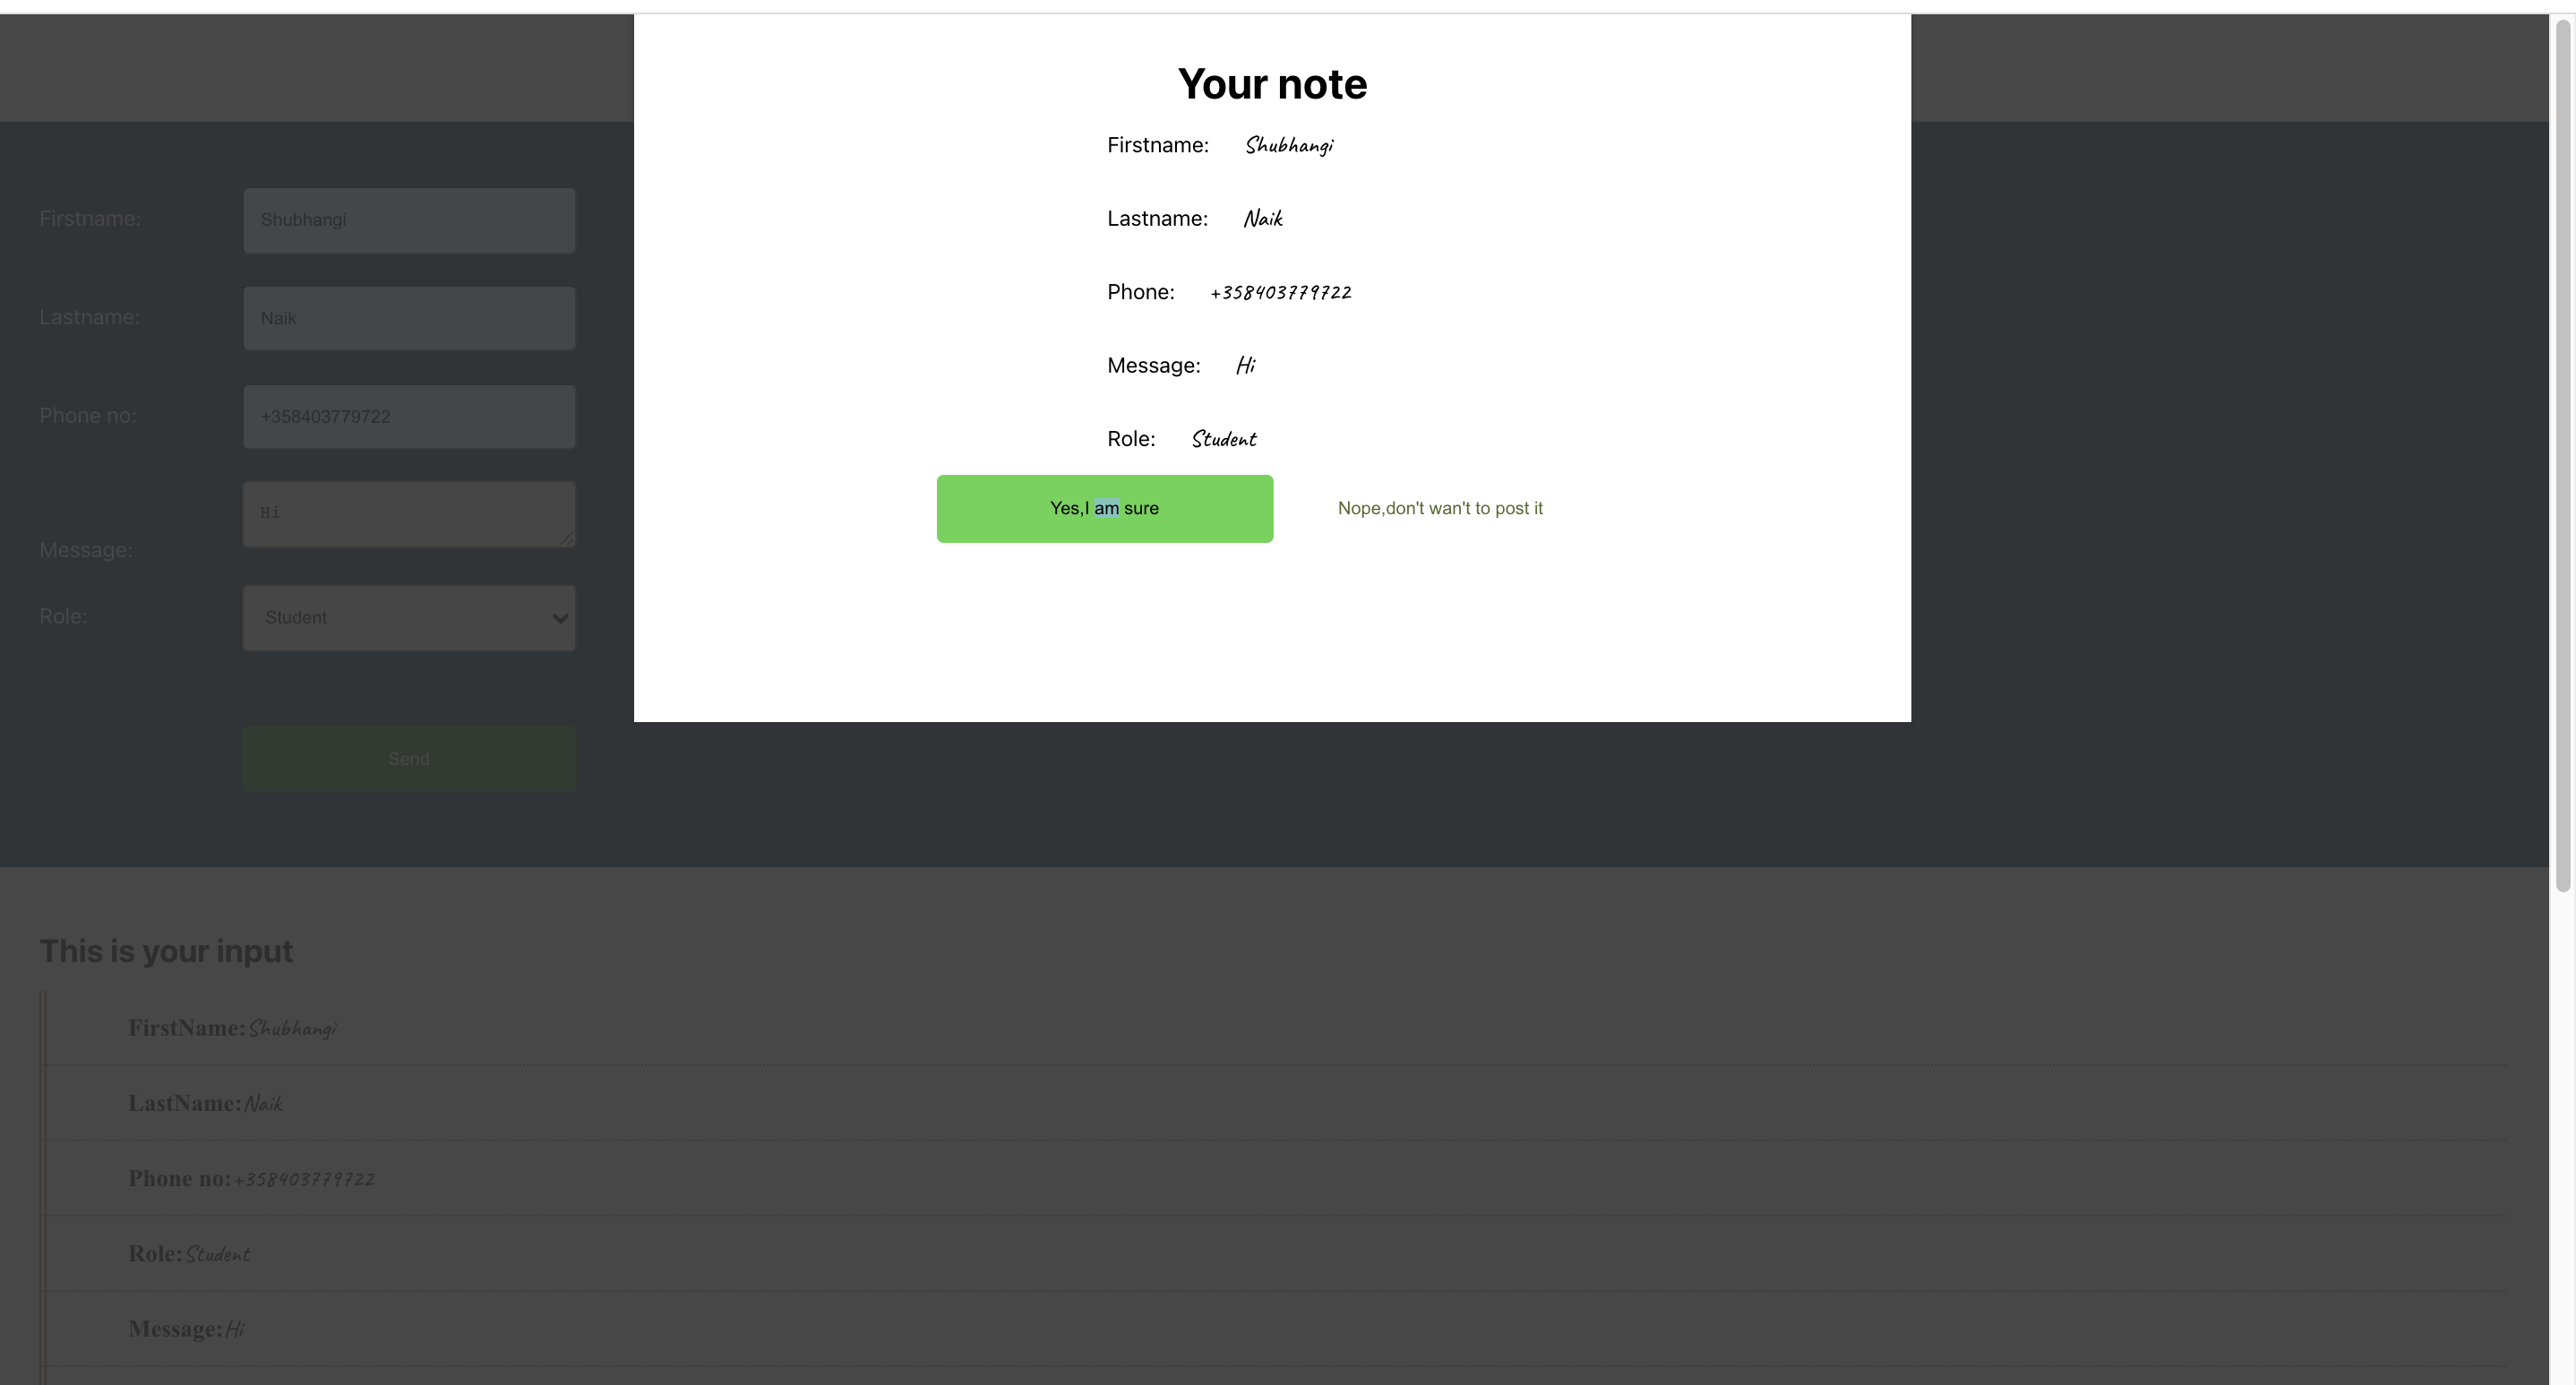 Your note
Firstname: Shubhangi
Lastname: Naik
Phone: +358403779722
Message: Hi
Role: Student
Yes,I am sure
Nope,don't wan't to post it
Firstname: Shubhangi
Lastname: Naik
Phone no: +358403779722
Message: Hi
Role: Student
Send
This is your input
FirstName:Shubhangi
LastName:Naik
Phone no:+358403779722
Role:Student
Message:Hi